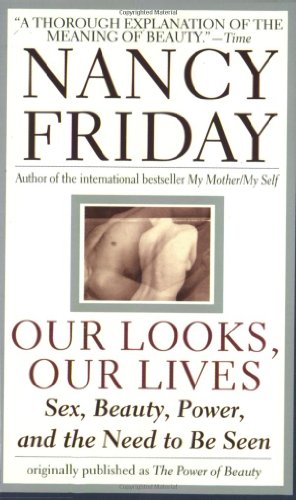 "A THOROUGH EXPLANATION OF THE
MEANING OF BEAUTY."—Time
NANCY
FRIDAY
Author of the international bestseller My Mother/My Self
OUR LOOKS,
OUR LIVES
Sex, Beauty, Power,
and the Need to Be Seen
originally published as The Power of Beauty